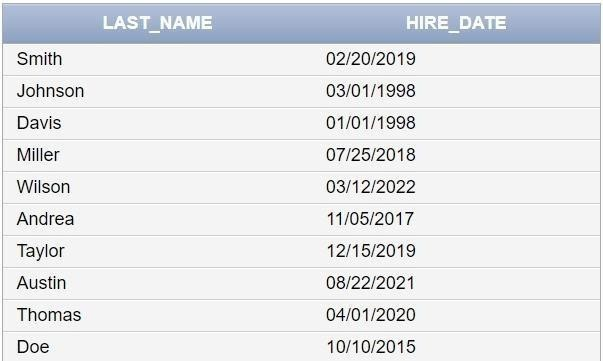 LAST_NAME HIRE_DATE
Smith 02/20/2019
Johnson 03/01/1998
Davis 01/01/1998
Miller 07/25/2018
Wilson 03/12/2022
Andrea 11/05/2017
Taylor 12/15/2019
Austin 08/22/2021
Thomas 04/01/2020
Doe 10/10/2015